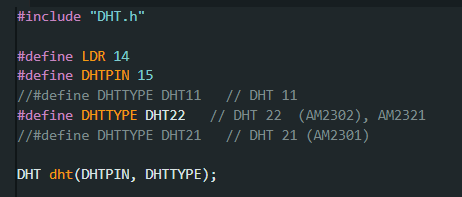 #include "DHT.h"
#define LDR 14
#define DHTPIN 15
//#define DHTTYPE DHT11   // DHT 11
#define DHTTYPE DHT22   // DHT 22  (AM2302), AM2321
//#define DHTTYPE DHT21   // DHT 21 (AM2301)
DHT dht(DHTPIN, DHTTYPE);